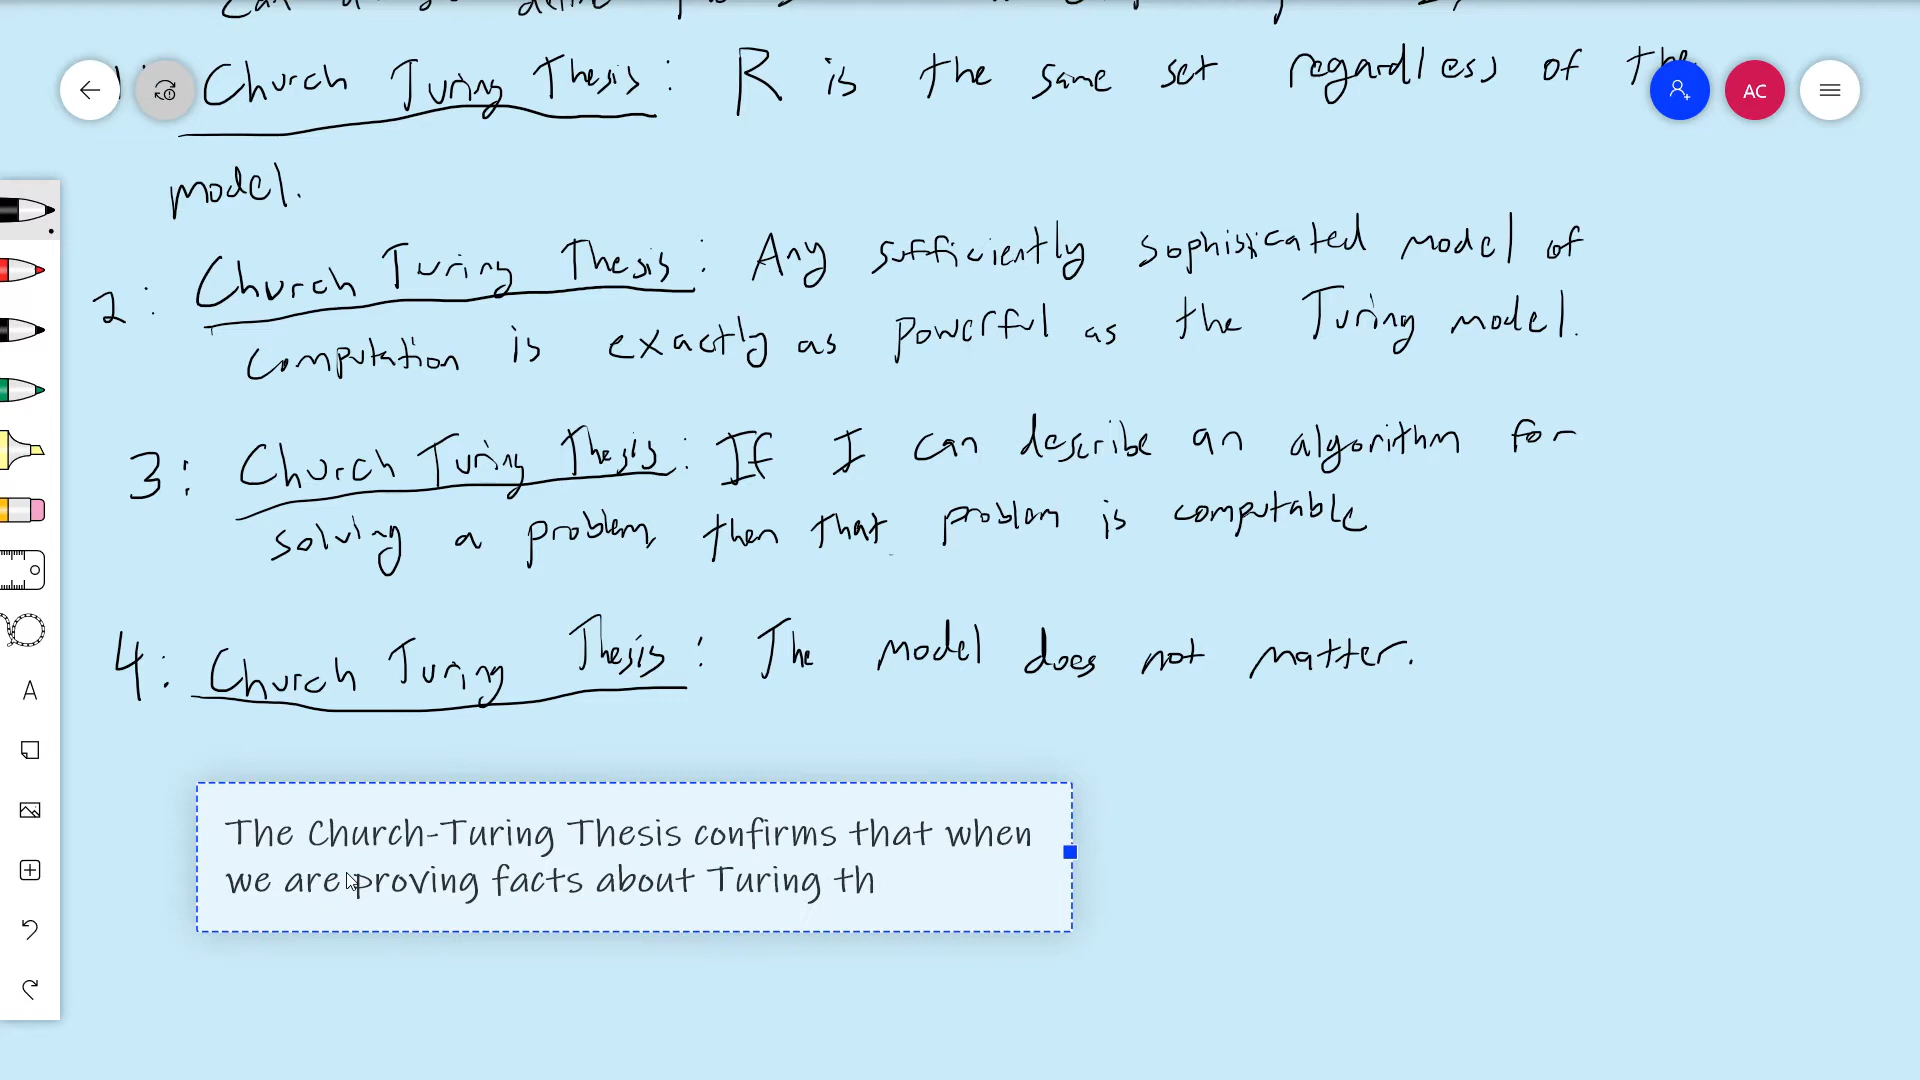 Church Turing Thesis: R is the same set regardless of the
AC
model.
2: Church Turing Thesis: Any sufficiently sophisticated model of
computation is exactly as powerful as the Turing model.
3: Church Turing Thesis: If I can describe an algorithm for
solving a problem, then that problem is computable
4: Church Turing Thesis: The model does not matter.
A
The Church-Turing Thesis confirms that when
we are proving facts about Turing th